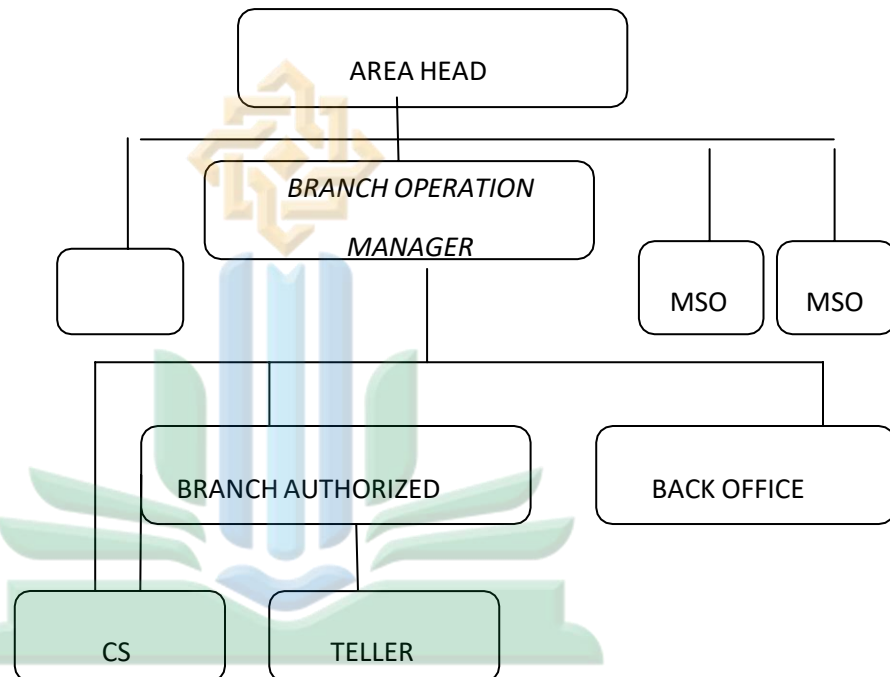 AREA HEAD
BRANCH OPERATION
MANAGER
MSO
MSO
BRANCH AUTHORIZED
BACK OFFICE
CS
TELLER